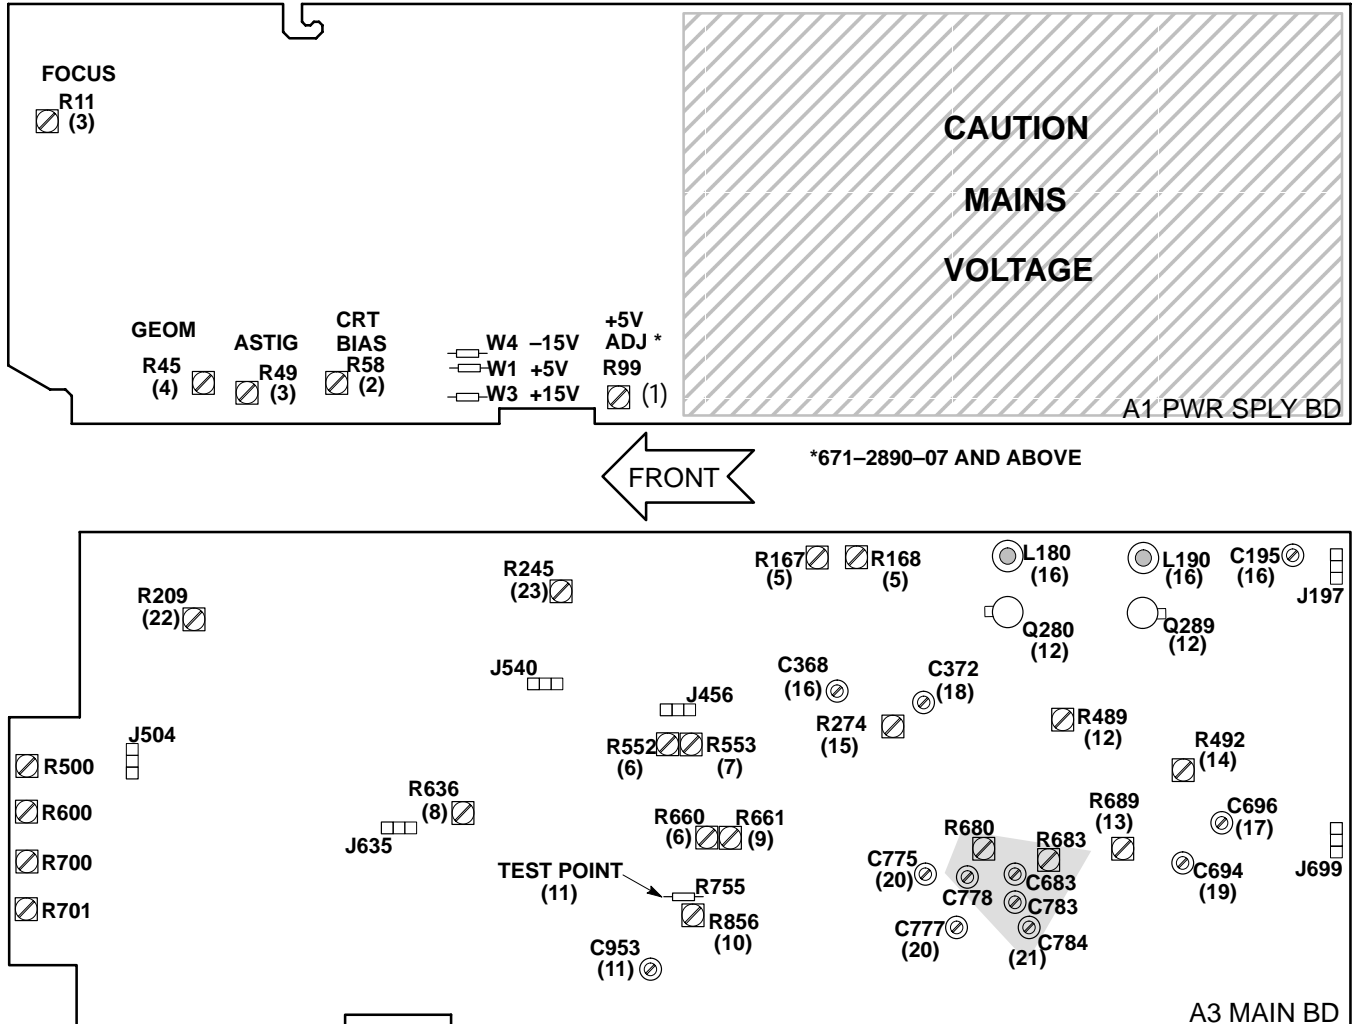 FOCUS
R11
(3)
CAUTION
MAINS
VOLTAGE
GEOM
R45
(4)
ASTIG
R49
(3)
CRT
BIAS
R58
(2)
W4 –15V
W1 +5V
W3 +15V
+5V
ADJ *
R99
(1)
A1 PWR SPLY BD
FRONT
*671–2890–07 AND ABOVE
R209
(22)
R245
(23)
R167
(5)
R168
(5)
L180
(16)
L190
(16)
C195
(16)
J197
Q280
(12)
Q289
(12)
J540
J456
C368
(16)
C372
(18)
R274
(15)
R489
(12)
R492
(14)
J504
R500
R552
(6)
R553
(7)
R600
R636
(8)
J635
R660
(6)
R661
(9)
R680
R683
R689
(13)
C696
(17)
J699
R700
TEST POINT
(11)
R755
C775
(20)
C778
C683
C783
C694
(19)
R701
R856
(10)
C777
(20)
C784
(21)
C953
(11)
A3 MAIN BD